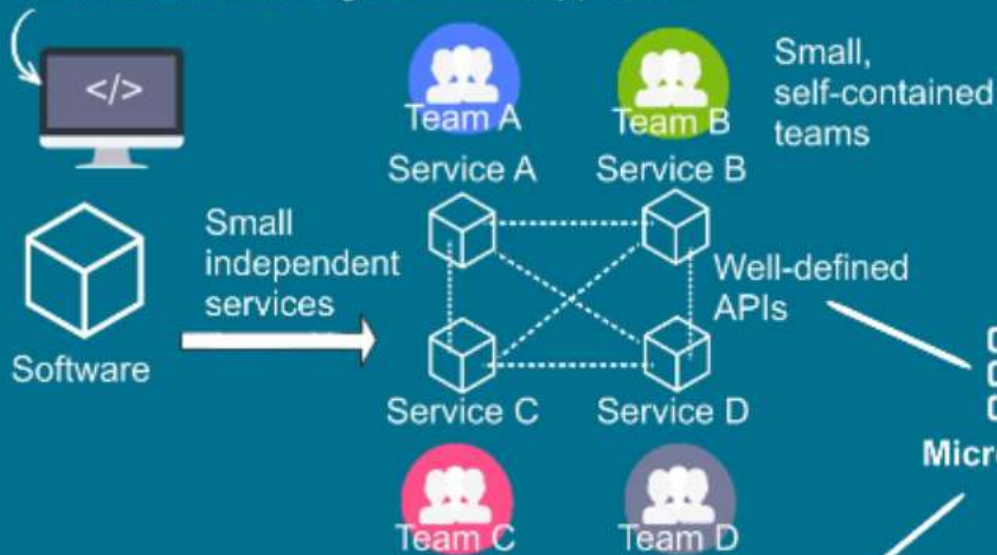 </>
Team A
Team B
Small,
self-contained
teams
Service A
Service B
Small
independent
services
Well-defined
APIs
Software
Service C
Service D
Micr
Team C
Team D